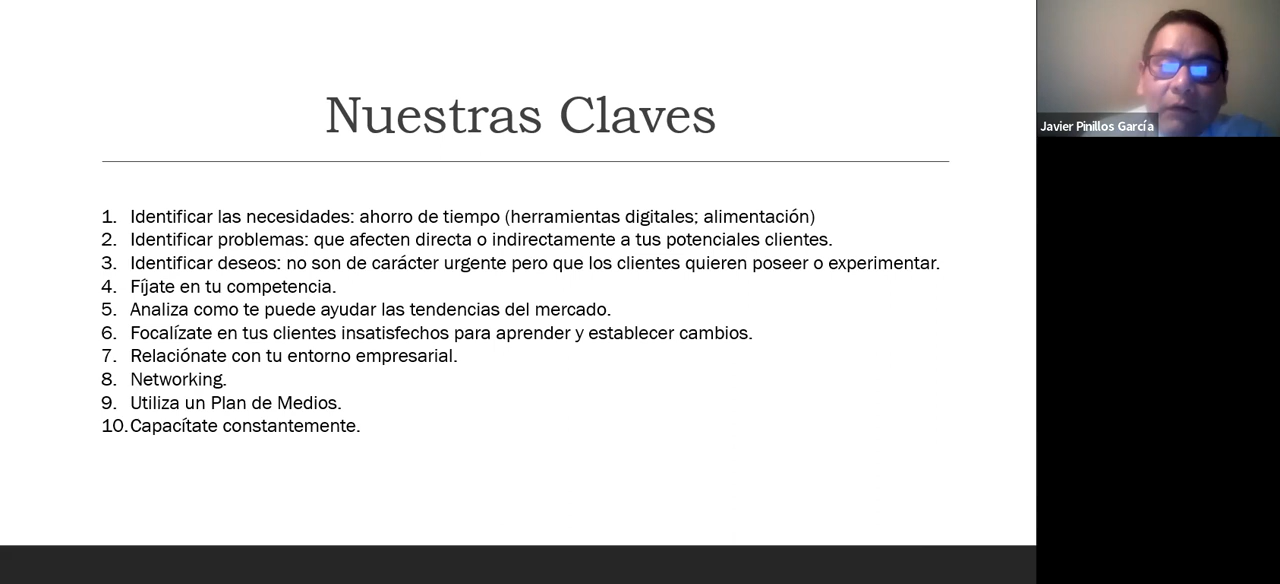 Nuestras Claves
1. Identificar las necesidades: ahorro de tiempo (herramientas digitales; alimentación)
2. Identificar problemas: que afecten directa o indirectamente a tus potenciales clientes.
3. Identificar deseos: no son de carácter urgente pero que los clientes quieren poseer o experimentar.
4. Fíjate en tu competencia.
5. Analiza como te puede ayudar las tendencias del mercado.
6. Focalízate en tus clientes insatisfechos para aprender y establecer cambios.
7. Relaciónate con tu entorno empresarial.
8. Networking.
9. Utiliza un Plan de Medios.
10. Capacítate constantemente.
Javier Pinillos García